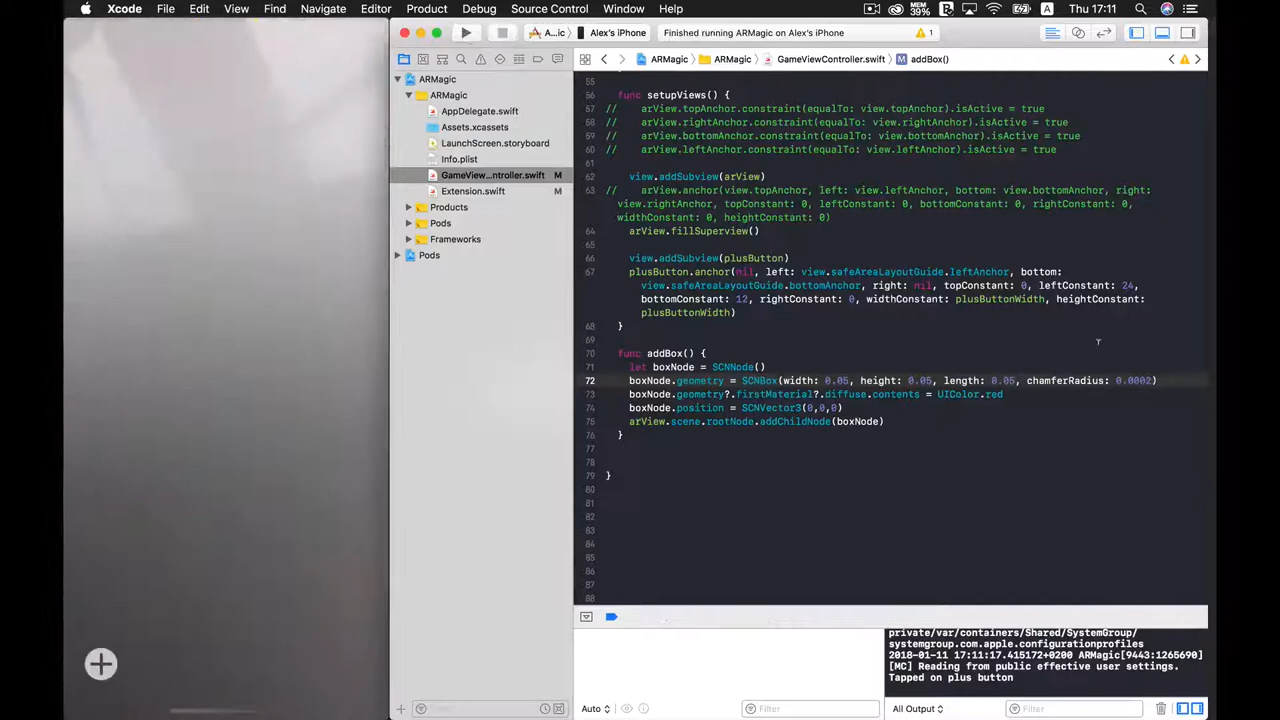 Xcode File Edit View Find Navigate Editor Product Debug Source Control Window Help MEM 39% A Thu 17:11
A...ic Alex's iPhone Finished running ARMagic on Alex's iPhone 1
ARMagic ARMagic GameViewController.swift M addBox()
ARMagic
ARMagic
AppDelegate.swift
Assets.xcassets
LaunchScreen.storyboard
Info.plist
GameView...ntroller.swift M
Extension.swift M
Products
Pods
Frameworks
Pods
55
56 func setupViews() {
57 // arView.topAnchor.constraint(equalTo: view.topAnchor).isActive = true
58 // arView.rightAnchor.constraint(equalTo: view.rightAnchor).isActive = true
59 // arView.bottomAnchor.constraint(equalTo: view.bottomAnchor).isActive = true
60 // arView.leftAnchor.constraint(equalTo: view.leftAnchor).isActive = true
61
62 view.addSubview(arView)
63 // arView.anchor(view.topAnchor, left: view.leftAnchor, bottom: view.bottomAnchor, right:
view.rightAnchor, topConstant: 0, leftConstant: 0, bottomConstant: 0, rightConstant: 0,
widthConstant: 0, heightConstant: 0)
64 arView.fillSuperview()
65
66 view.addSubview(plusButton)
67 plusButton.anchor(nil, left: view.safeAreaLayoutGuide.leftAnchor, bottom:
view.safeAreaLayoutGuide.bottomAnchor, right: nil, topConstant: 0, leftConstant: 24,
bottomConstant: 12, rightConstant: 0, widthConstant: plusButtonWidth, heightConstant:
plusButtonWidth)
68 }
69
70 func addBox() {
71 let boxNode = SCNNode()
72 boxNode.geometry = SCNBox(width: 0.05, height: 0.05, length: 0.05, chamferRadius: 0.0002)
73 boxNode.geometry?.firstMaterial?.diffuse.contents = UIColor.red
74 boxNode.position = SCNVector3(0,0,0)
75 arView.scene.rootNode.addChildNode(boxNode)
76 }
77
78
79 }
80
81
82
83
84
85
86
87
88
private/var/containers/Shared/SystemGroup/
systemgroup.com.apple.configurationprofiles
2018-01-11 17:11:17.415172+0200 ARMagic[9443:1265690]
[MC] Reading from public effective user settings.
Tapped on plus button
Auto Filter All Output Filter